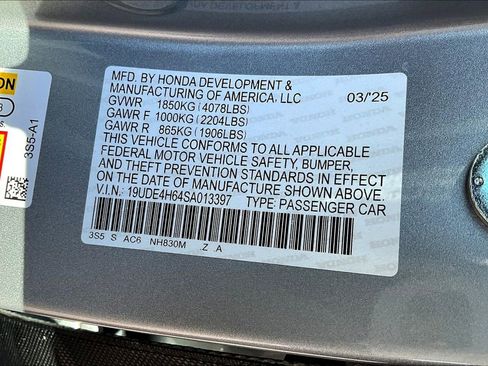 MFD. BY HONDA DEVELOPMENT &
MANUFACTURING OF AMERICA, LLC 03/'25
GVWR 1850KG (4078LBS)
GAWR F 1000KG (2204LBS)
GAWR R 865KG (1906LBS)
THIS VEHICLE CONFORMS TO ALL APPLICABLE
FEDERAL MOTOR VEHICLE SAFETY, BUMPER,
AND THEFT PREVENTION STANDARDS IN EFFECT
ON THE DATE OF MANUFACTURE SHOWN ABOVE.
V.I.N.: 19UDE4H64SA013397 TYPE: PASSENGER CAR
3S5 S AC6 NH830M .Z .A
3S5-A1